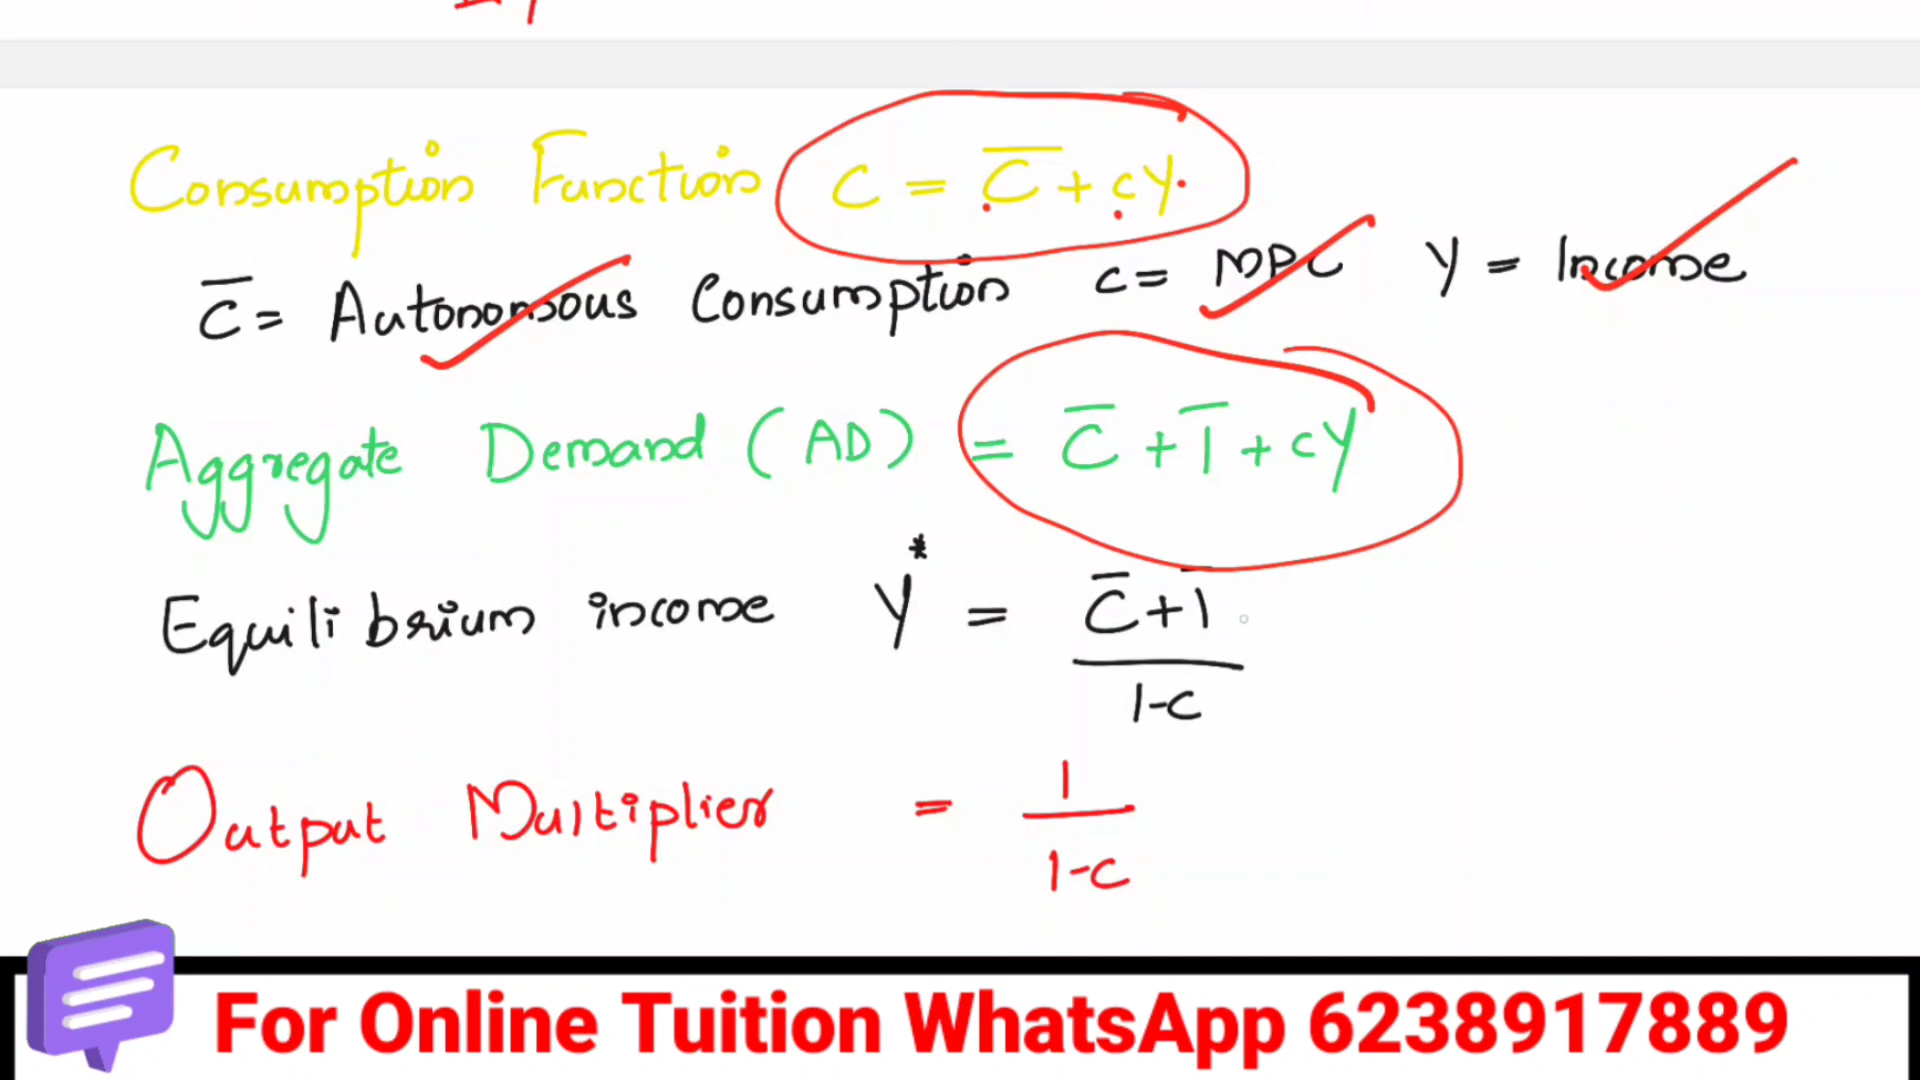 Consumption Function C = C̅ + cY
C̅ = Autonomous Consumption c = MPC Y = Income
Aggregate Demand (AD) = C̅ + I̅ + cY
Equilibrium income Y* = C̅ + I̅
1-c
Output Multiplier = 1
1-c
For Online Tuition WhatsApp 6238917889